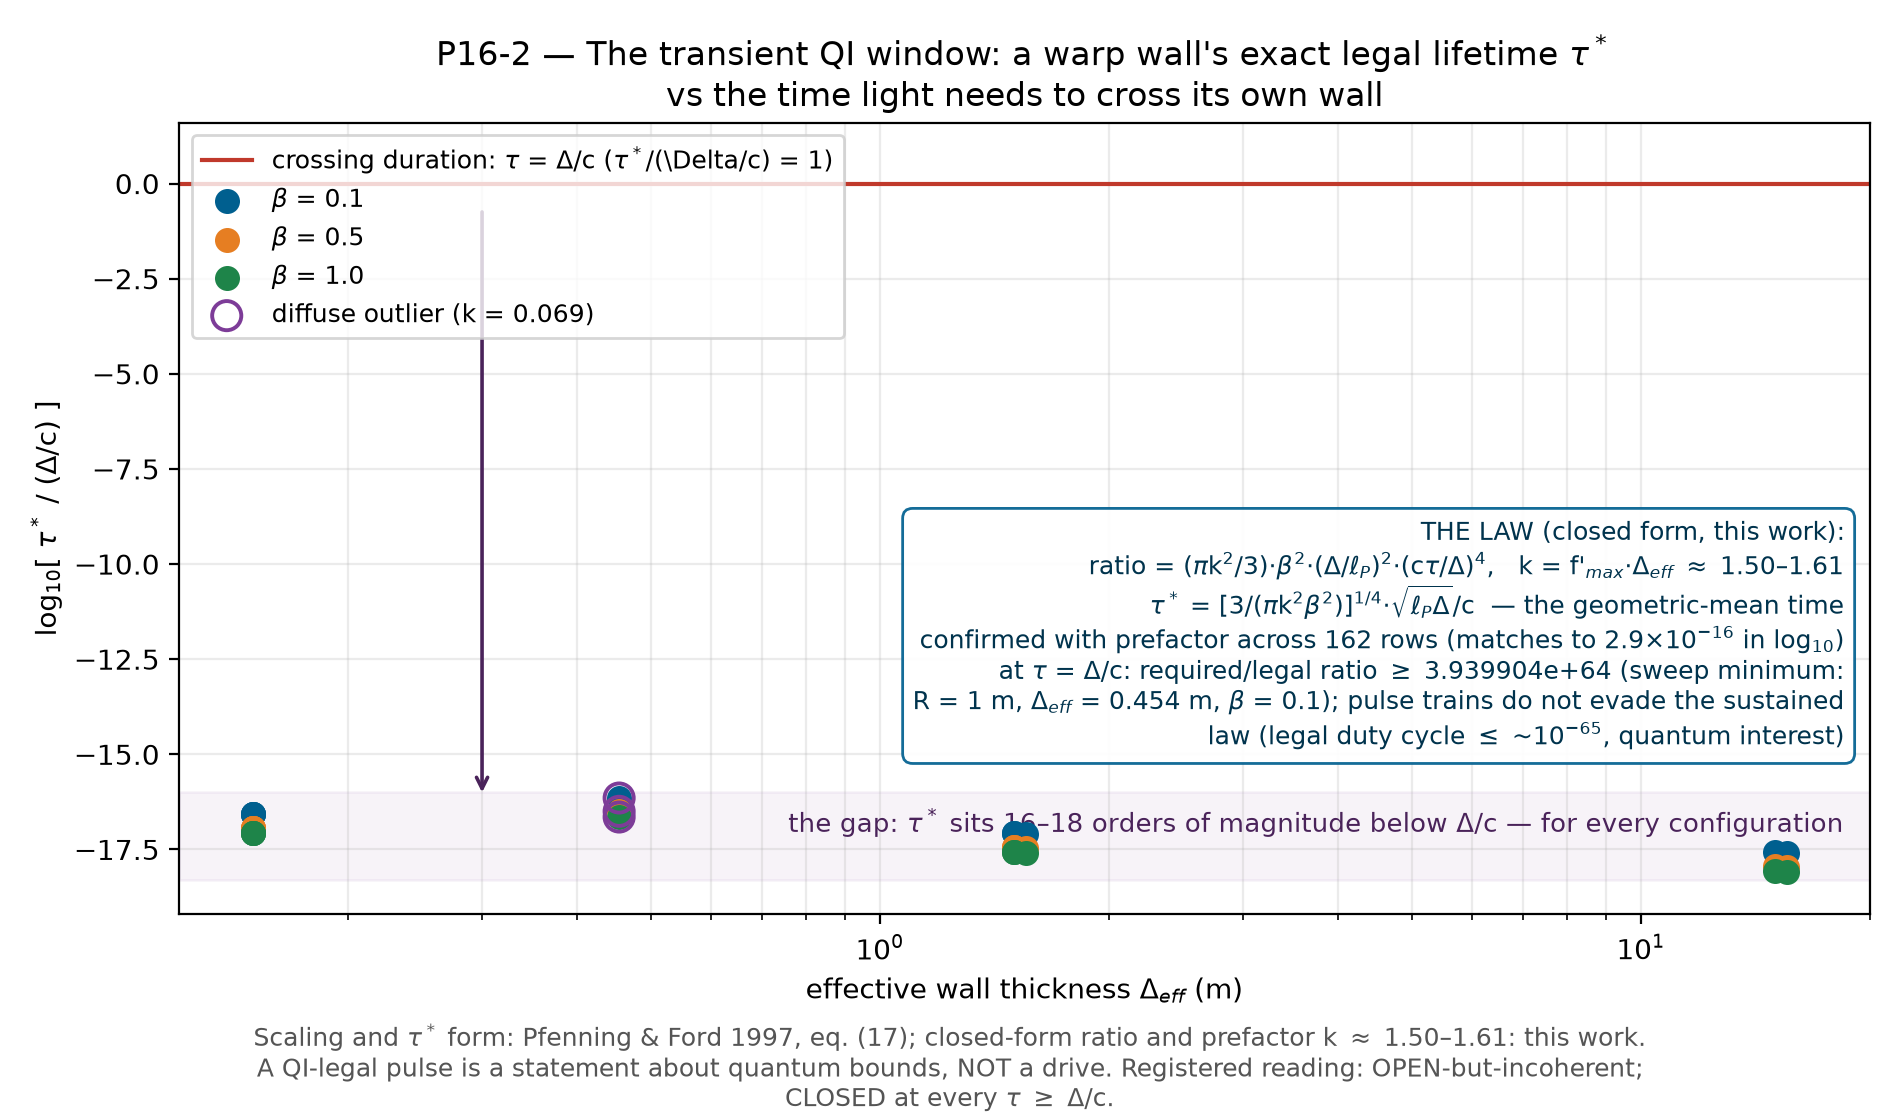 P16-2 — The transient QI window: a warp wall's exact legal lifetime τ*
vs the time light needs to cross its own wall
crossing duration: τ = Δ/c (τ*/(\Delta/c) = 1)
β = 0.1
β = 0.5
β = 1.0
diffuse outlier (k = 0.069)
log₁₀[ τ* / (Δ/c) ]
0.0
−2.5
−5.0
−7.5
−10.0
−12.5
−15.0
−17.5
THE LAW (closed form, this work):
ratio = (πk²/3)·β²·(Δ/ℓ_P)²·(cτ/Δ)⁴,   k = f'_max·Δ_eff ≈ 1.50–1.61
τ* = [3/(πk²β²)]^1/4·√ℓ_PΔ/c — the geometric-mean time
confirmed with prefactor across 162 rows (matches to 2.9×10⁻¹⁶ in log₁₀)
at τ = Δ/c: required/legal ratio ≥ 3.939904e+64 (sweep minimum:
R = 1 m, Δ_eff = 0.454 m, β = 0.1); pulse trains do not evade the sustained
law (legal duty cycle ≤ ~10⁻⁶⁵, quantum interest)
the gap: τ* sits 16–18 orders of magnitude below Δ/c — for every configuration
10⁰
10¹
effective wall thickness Δ_eff (m)
Scaling and τ* form: Pfenning & Ford 1997, eq. (17); closed-form ratio and prefactor k ≈ 1.50–1.61: this work.
A QI-legal pulse is a statement about quantum bounds, NOT a drive. Registered reading: OPEN-but-incoherent;
CLOSED at every τ ≥ Δ/c.